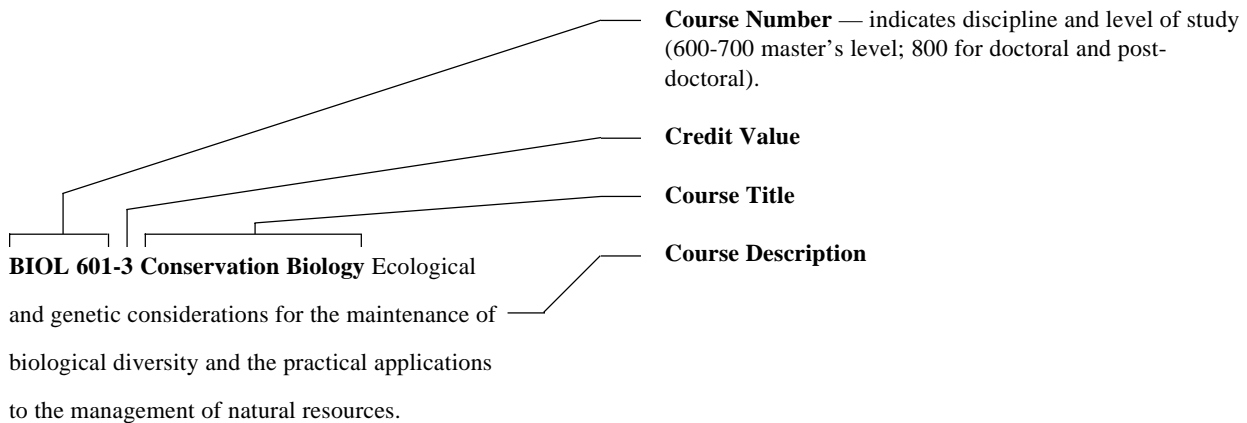 Course Number — indicates discipline and level of study
(600-700 master's level; 800 for doctoral and post-
doctoral).
Credit Value
Course Title
Course Description
BIOL 601-3 Conservation Biology Ecological
and genetic considerations for the maintenance of
biological diversity and the practical applications
to the management of natural resources.